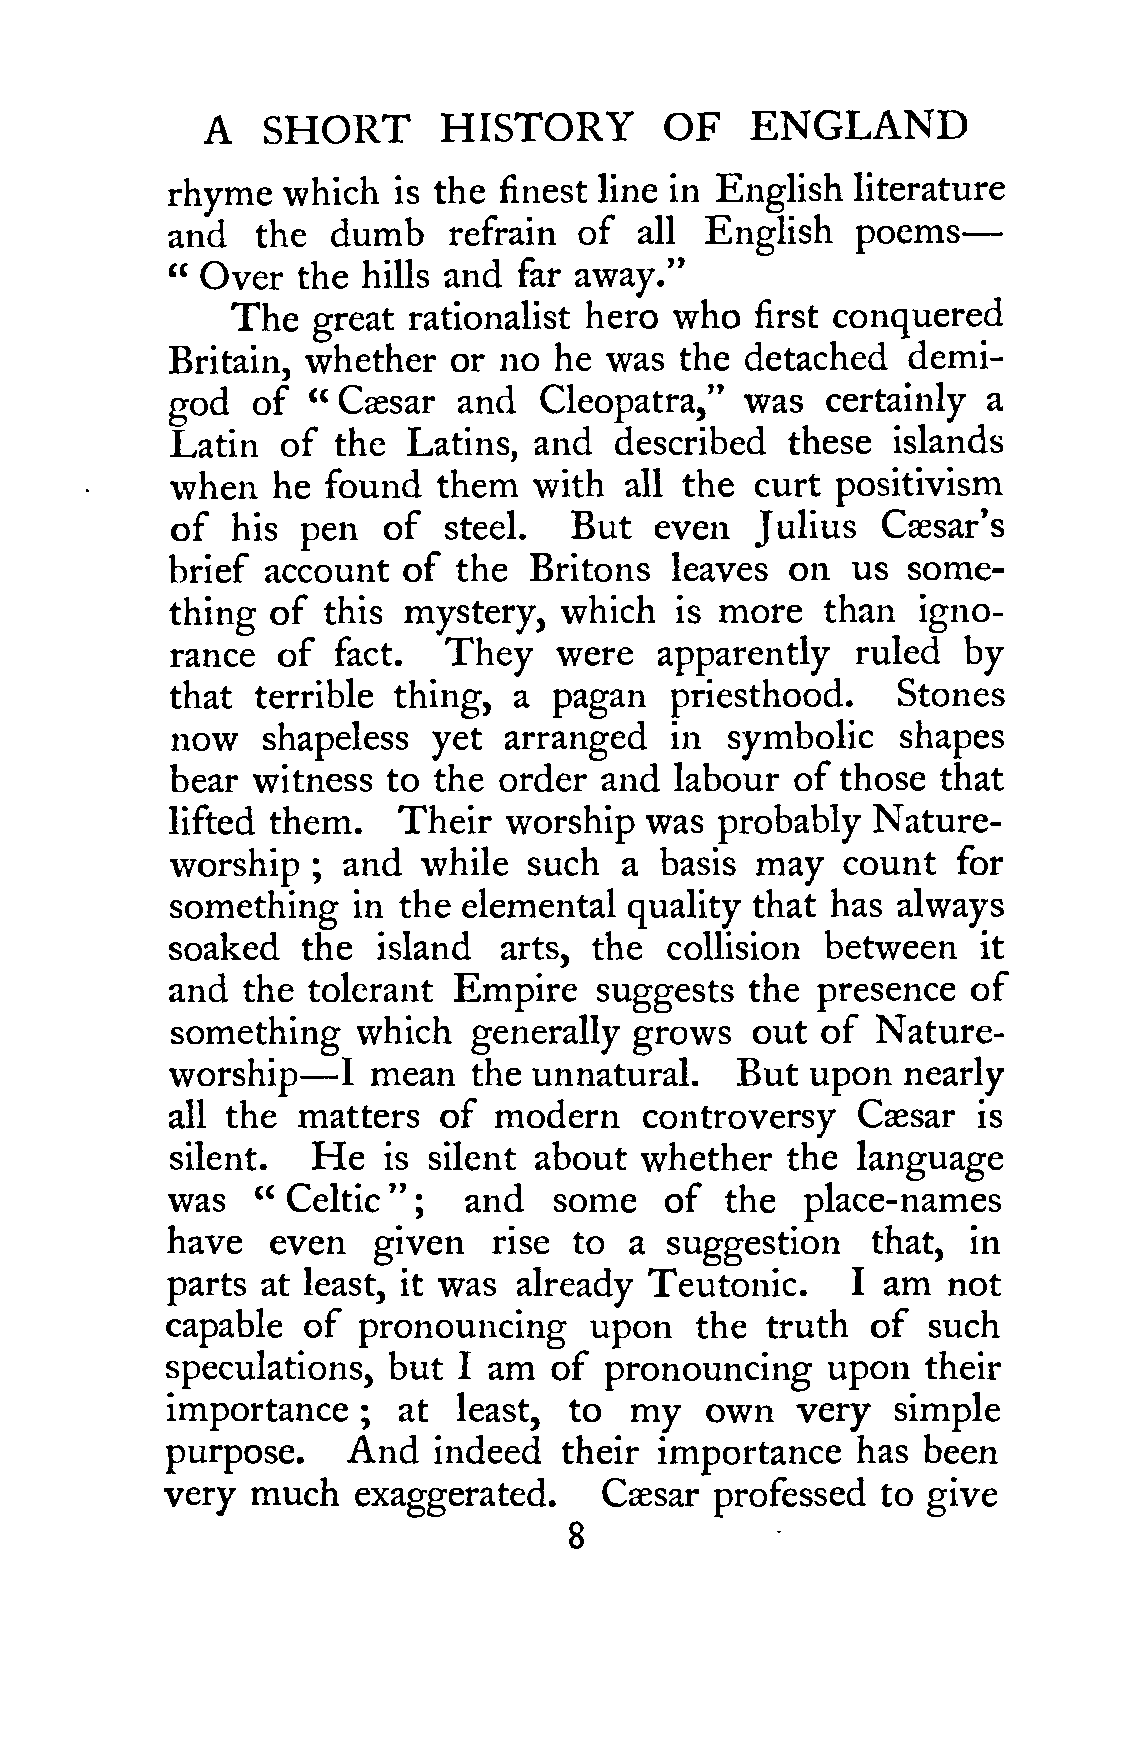 A SHORT HISTORY OF ENGLAND
rhyme which is the finest line in English literature
and the dumb refrain of all English poems—
“ Over the hills and far away.”
The great rationalist hero who first conquered
Britain, whether or no he was the detached demi-
god of “ Cæsar and Cleopatra,” was certainly a
Latin of the Latins, and described these islands
when he found them with all the curt positivism
of his pen of steel. But even Julius Cæsar’s
brief account of the Britons leaves on us some-
thing of this mystery, which is more than igno-
rance of fact. They were apparently ruled by
that terrible thing, a pagan priesthood. Stones
now shapeless yet arranged in symbolic shapes
bear witness to the order and labour of those that
lifted them. Their worship was probably Nature-
worship ; and while such a basis may count for
something in the elemental quality that has always
soaked the island arts, the collision between it
and the tolerant Empire suggests the presence of
something which generally grows out of Nature-
worship—I mean the unnatural. But upon nearly
all the matters of modern controversy Cæsar is
silent. He is silent about whether the language
was “ Celtic ” ; and some of the place-names
have even given rise to a suggestion that, in
parts at least, it was already Teutonic. I am not
capable of pronouncing upon the truth of such
speculations, but I am of pronouncing upon their
importance ; at least, to my own very simple
purpose. And indeed their importance has been
very much exaggerated. Cæsar professed to give
8